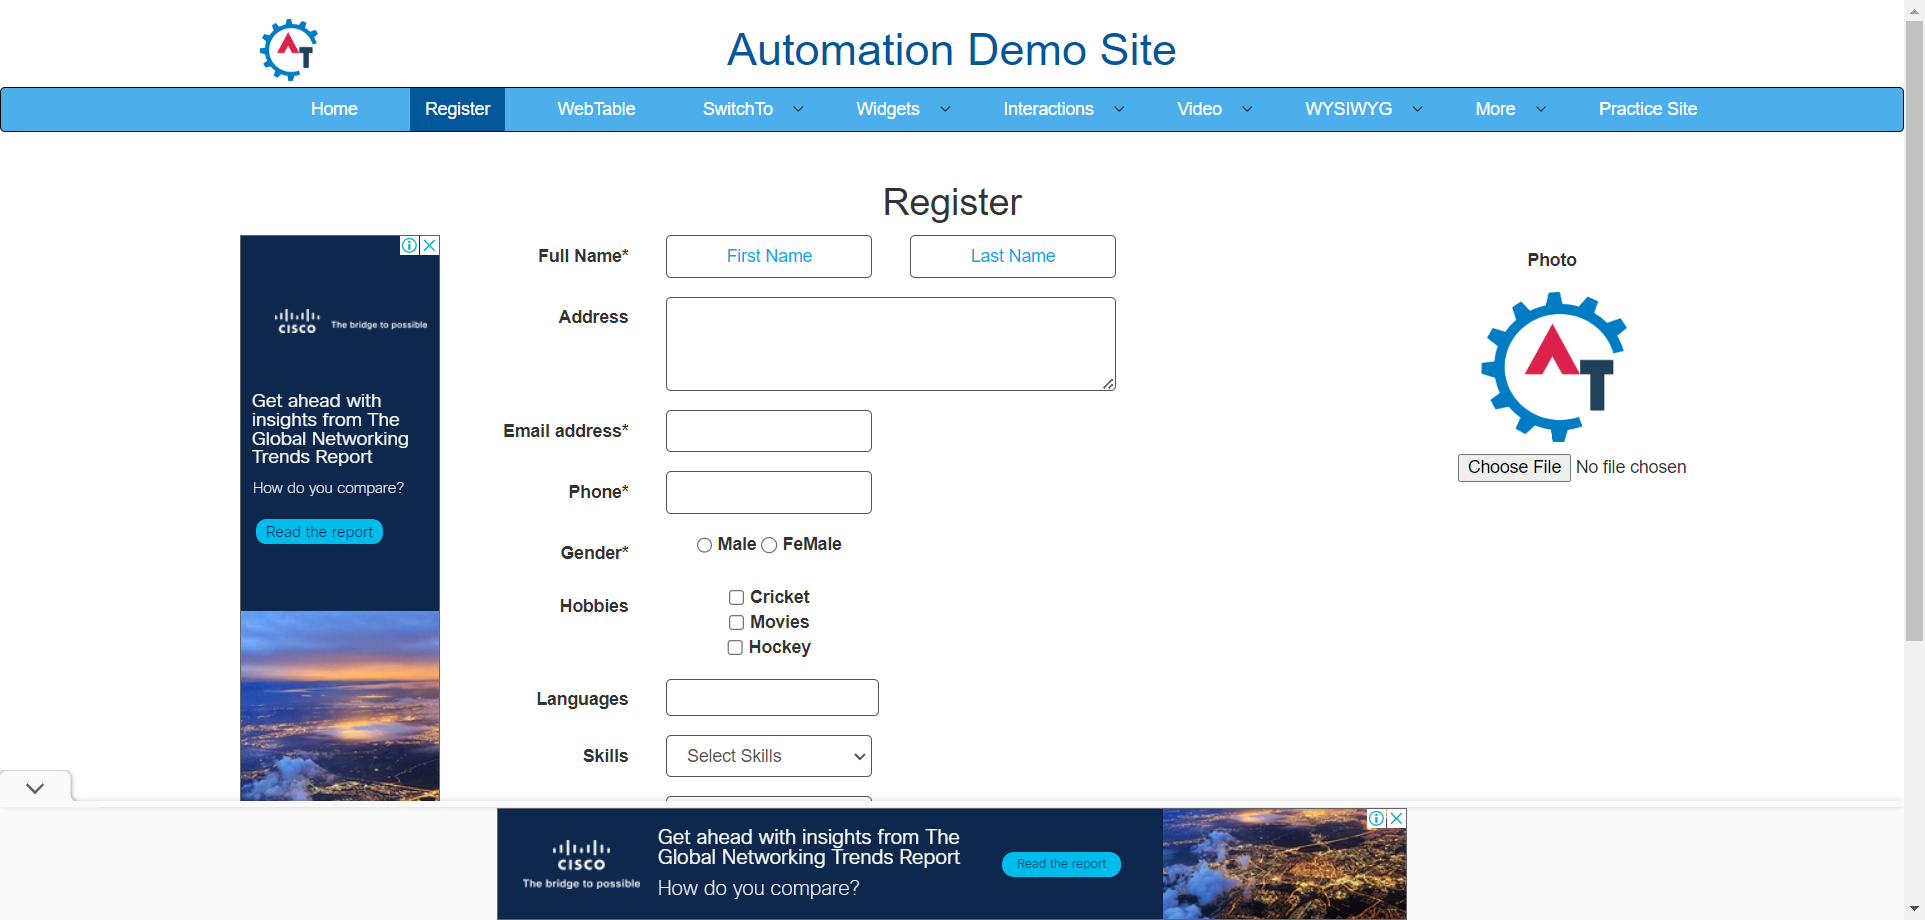 Automation Demo Site
Home Register WebTable SwitchTo Widgets Interactions Video WYSIWYG More Practice Site
Register
CISCO The bridge to possible
Get ahead with
insights from The
Global Networking
Trends Report
How do you compare?
Read the report
Full Name* First Name Last Name
Address
Email address*
Phone*
Gender* Male FeMale
Hobbies Cricket
Movies
Hockey
Languages
Skills Select Skills
Photo
AT
Choose File No file chosen
CISCO
The bridge to possible
Get ahead with insights from The
Global Networking Trends Report
How do you compare?
Read the report